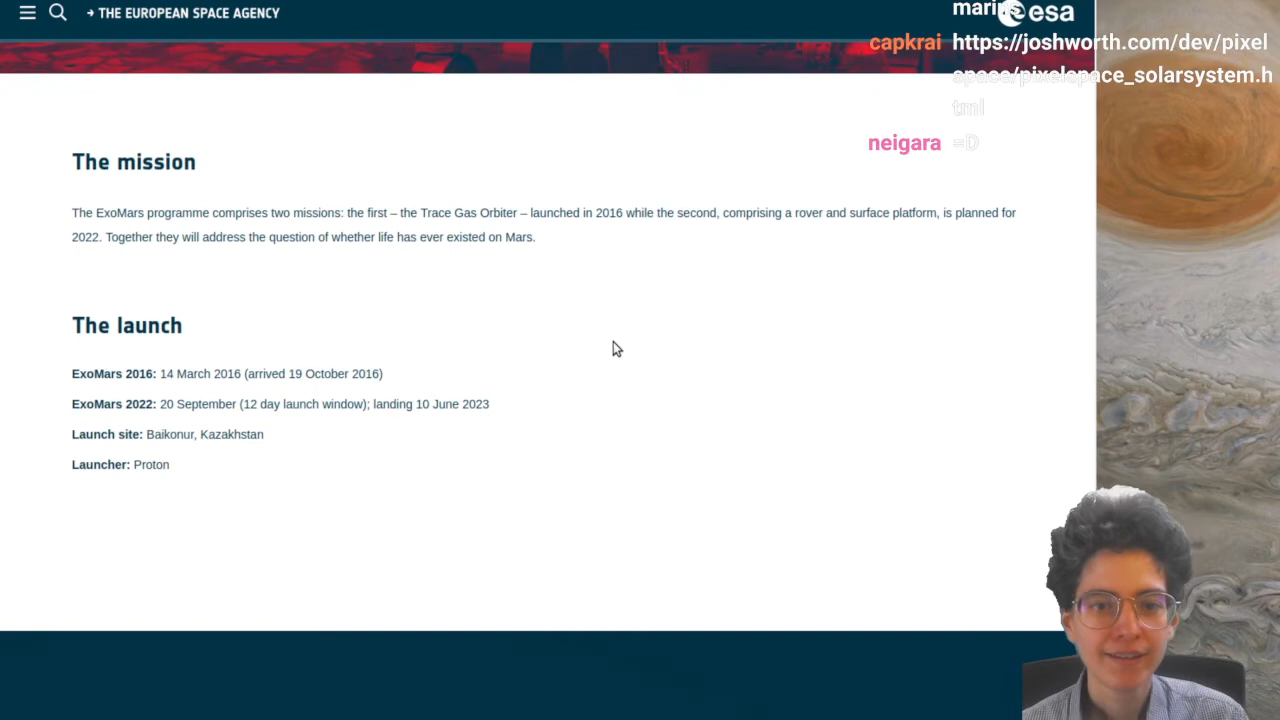 → THE EUROPEAN SPACE AGENCY
esa
capkrai https://joshworth.com/dev/pixel
space/pixelspace_solarsystem.h
tml
neigara =D
The mission
The ExoMars programme comprises two missions: the first – the Trace Gas Orbiter – launched in 2016 while the second, comprising a rover and surface platform, is planned for
2022. Together they will address the question of whether life has ever existed on Mars.
The launch
ExoMars 2016: 14 March 2016 (arrived 19 October 2016)
ExoMars 2022: 20 September (12 day launch window); landing 10 June 2023
Launch site: Baikonur, Kazakhstan
Launcher: Proton